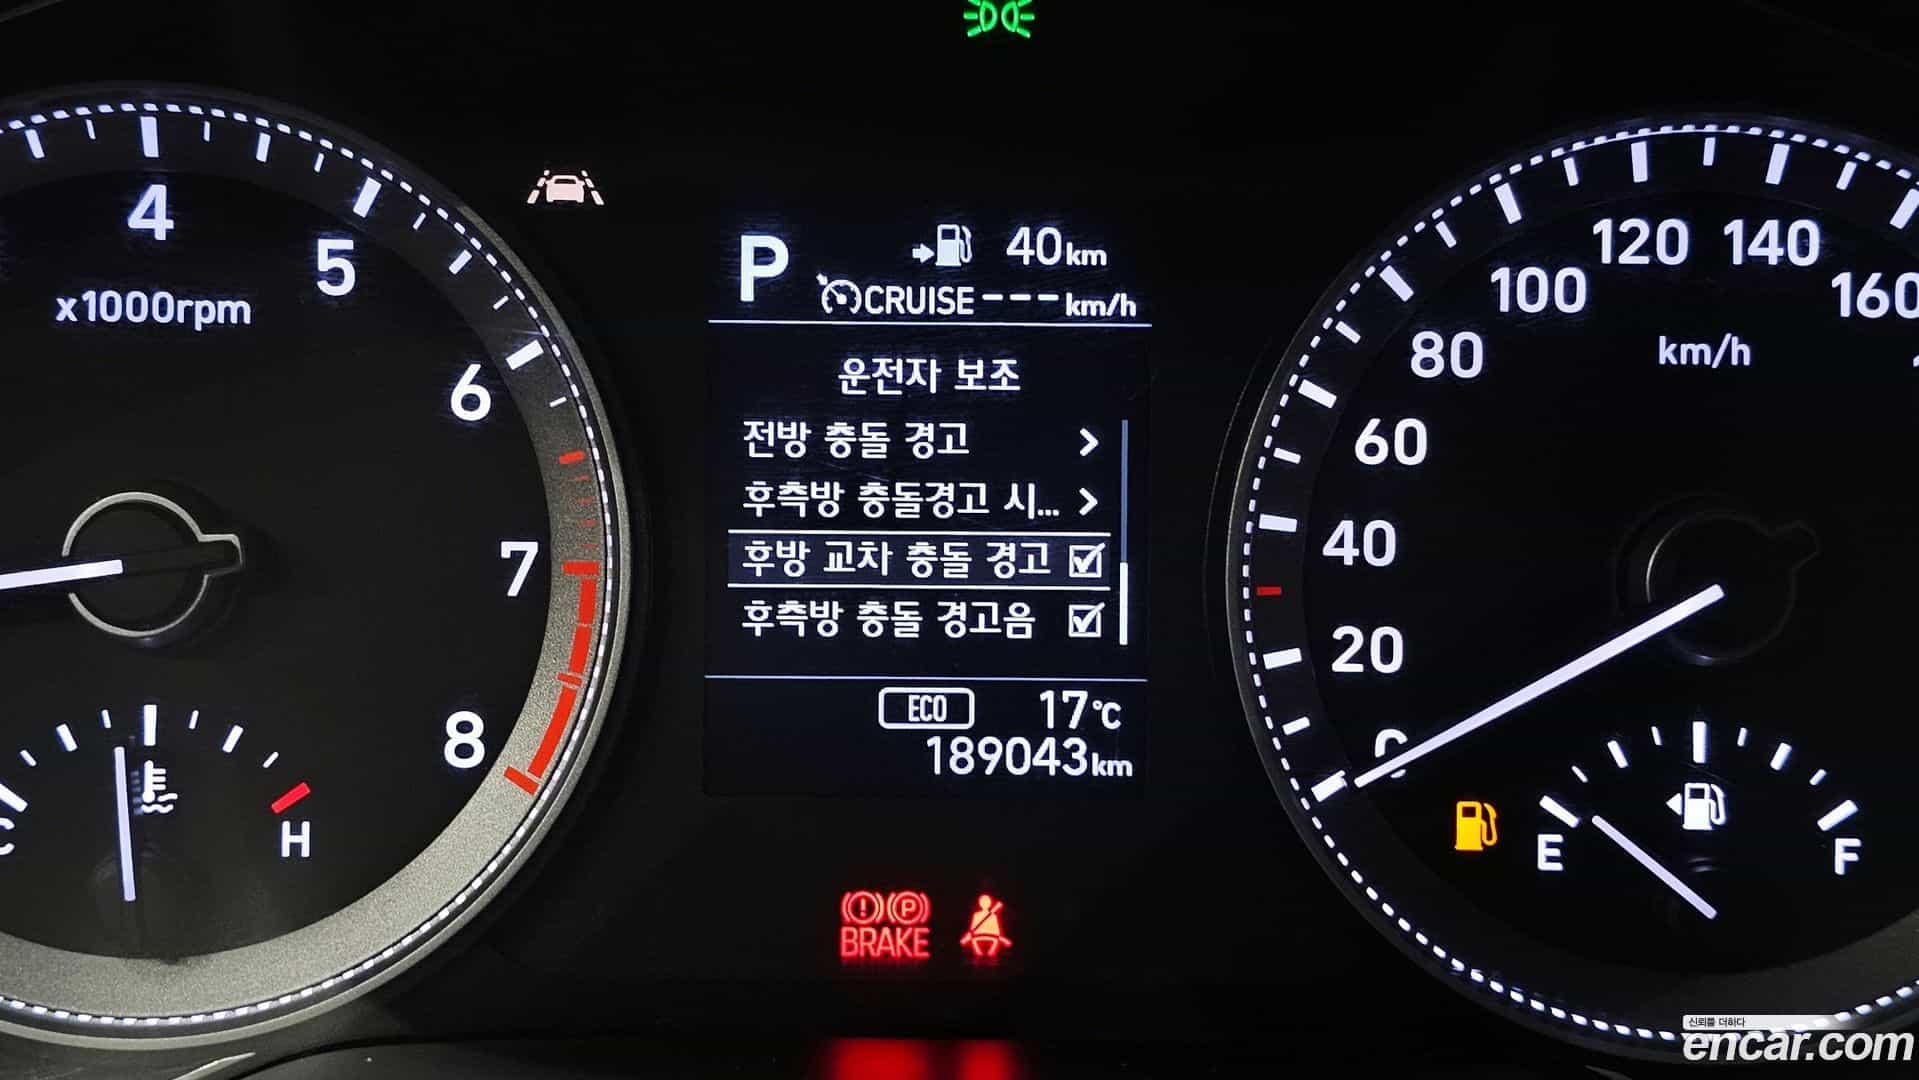 4
5
6
7
8
x1000rpm
C
H
P
40km
CRUISE---km/h
운전자 보조
전방 충돌 경고
후측방 충돌경고 시...
후방 교차 충돌 경고
후측방 충돌 경고음
ECO
17℃
189043km
P
BRAKE
0
20
40
60
80
100
120
140
160
km/h
E
F
신뢰를 더하다
encar.com